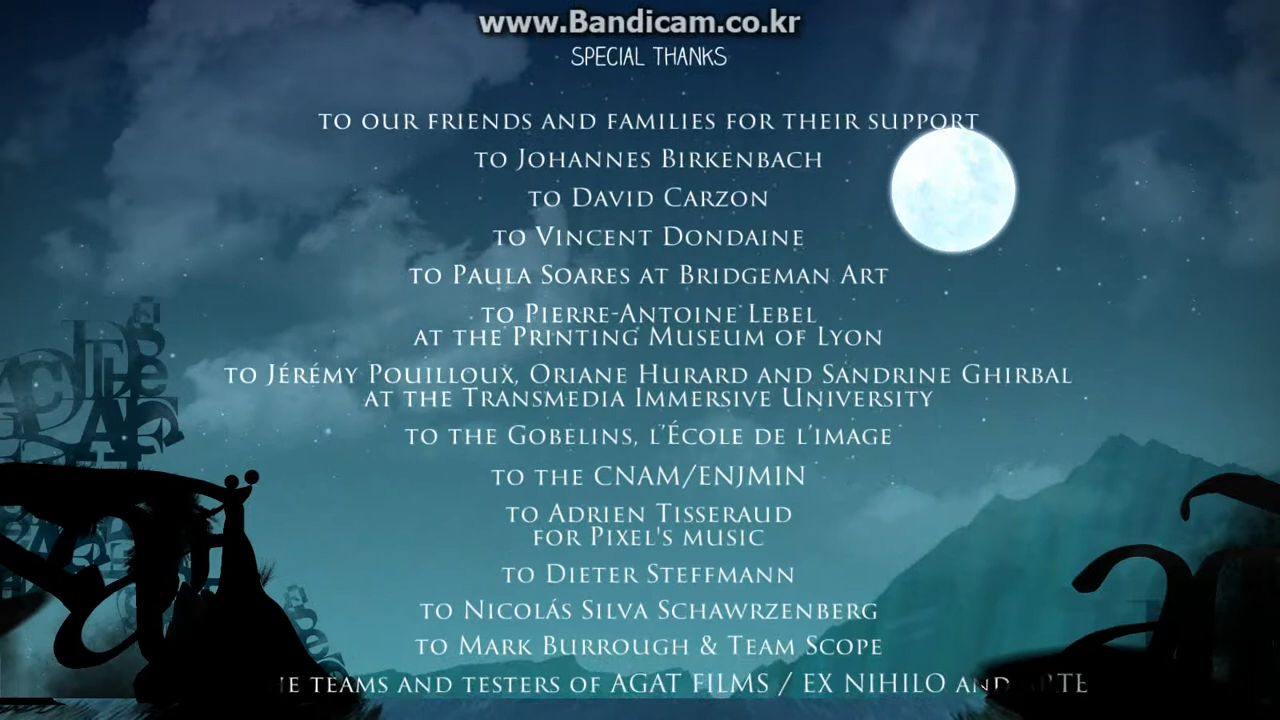 www.Bandicam.co.kr
SPECIAL THANKS
TO OUR FRIENDS AND FAMILIES FOR THEIR SUPPORT
TO JOHANNES BIRKENBACH
TO DAVID CARZON
TO VINCENT DONDAINE
TO PAULA SOARES AT BRIDGEMAN ART
TO PIERRE-ANTOINE LEBEL
AT THE PRINTING MUSEUM OF LYON
TO JÉRÉMY POUILLOUX, ORIANE HURARD AND SANDRINE GHIRBAL
AT THE TRANSMEDIA IMMERSIVE UNIVERSITY
TO THE GOBELINS, L'ÉCOLE DE L'IMAGE
TO THE CNAM/ENJMIN
TO ADRIEN TISSERAUD
FOR PIXEL'S MUSIC
TO DIETER STEFFMANN
TO NICOLÁS SILVA SCHAWRZENBERG
TO MARK BURROUGH & TEAM SCOPE
TEAMS AND TESTERS OF AGAT FILMS / EX NIHILO AND